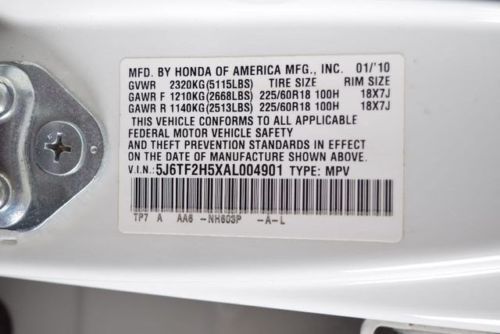 MFD. BY HONDA OF AMERICA MFG., INC. 01/'10
GVWR 2320KG(5115LBS) TIRE SIZE RIM SIZE
GAWR F 1210KG(2668LBS) 225/60R18 100H 18X7J
GAWR R 1140KG(2513LBS) 225/60R18 100H 18X7J
THIS VEHICLE CONFORMS TO ALL APPLICABLE
FEDERAL MOTOR VEHICLE SAFETY
AND THEFT PREVENTION STANDARDS IN EFFECT ON THE
DATE OF MANUFACTURE SHOWN ABOVE.
V.I.N.:5J6TF2H5XAL004901 TYPE: MPV
TP7 A AA6 -NH603P -A-L